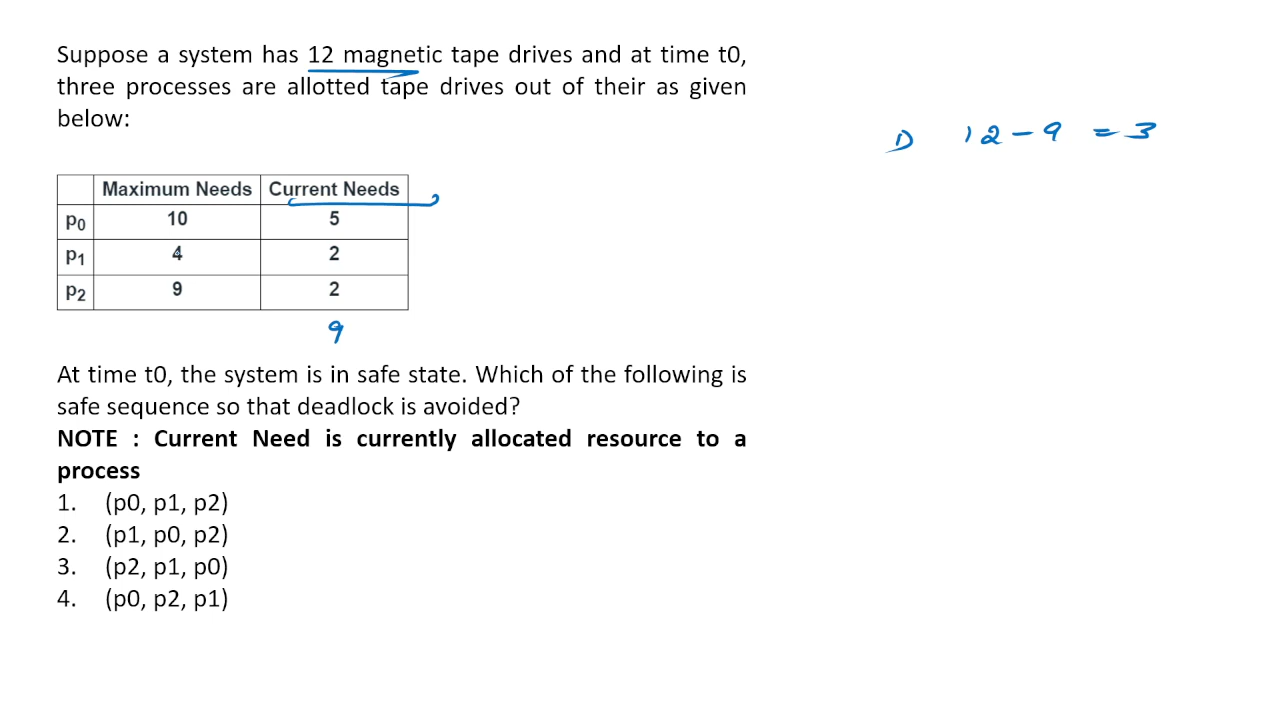 Suppose a system has 12 magnetic tape drives and at time t0,
three processes are allotted tape drives out of their as given
below:
D 12 - 9 = 3
Maximum Needs Current Needs
p0 10 5
p1 4 2
p2 9 2
9
At time t0, the system is in safe state. Which of the following is
safe sequence so that deadlock is avoided?
NOTE : Current Need is currently allocated resource to a
process
1. (p0, p1, p2)
2. (p1, p0, p2)
3. (p2, p1, p0)
4. (p0, p2, p1)